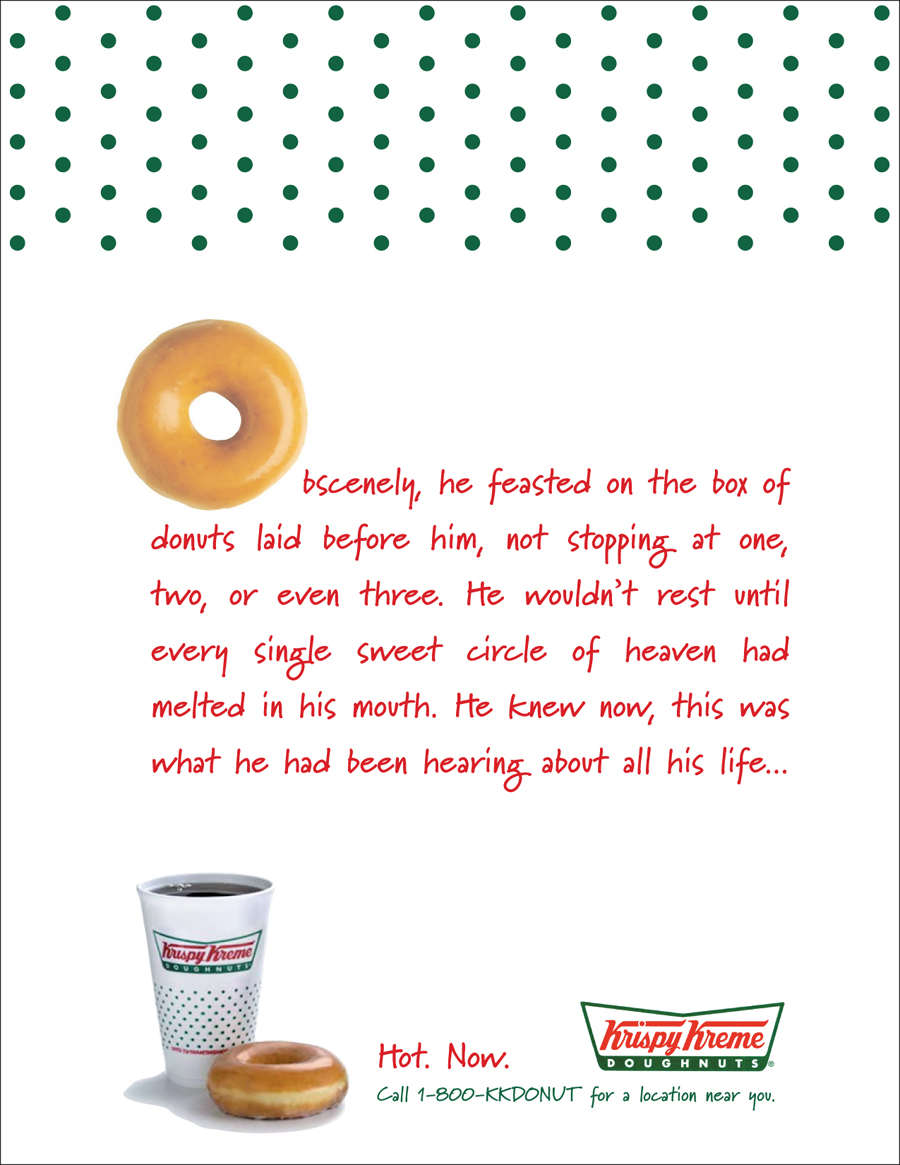 Obscenely, he feasted on the box of
donuts laid before him, not stopping at one,
two, or even three. He wouldn't rest until
every single sweet circle of heaven had
melted in his mouth. He knew now, this was
what he had been hearing about all his life...
Krispy Kreme
DOUGHNUTS
Hot. Now.
Call 1-800-KKDONUT for a location near you.
Krispy Kreme
DOUGHNUTS®